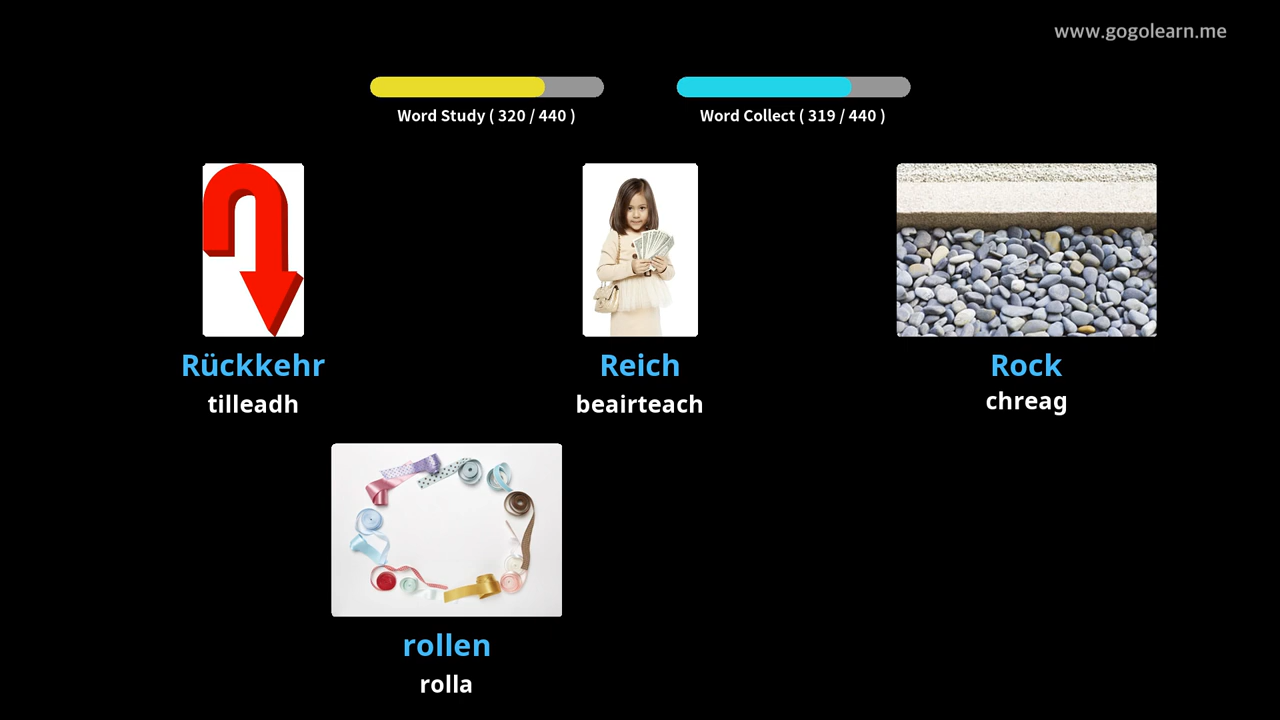 www.gogolearn.me
Word Study ( 320 / 440 )
Word Collect ( 319 / 440 )
Rückkehr
tilleadh
Reich
beairteach
Rock
chreag
rollen
rolla